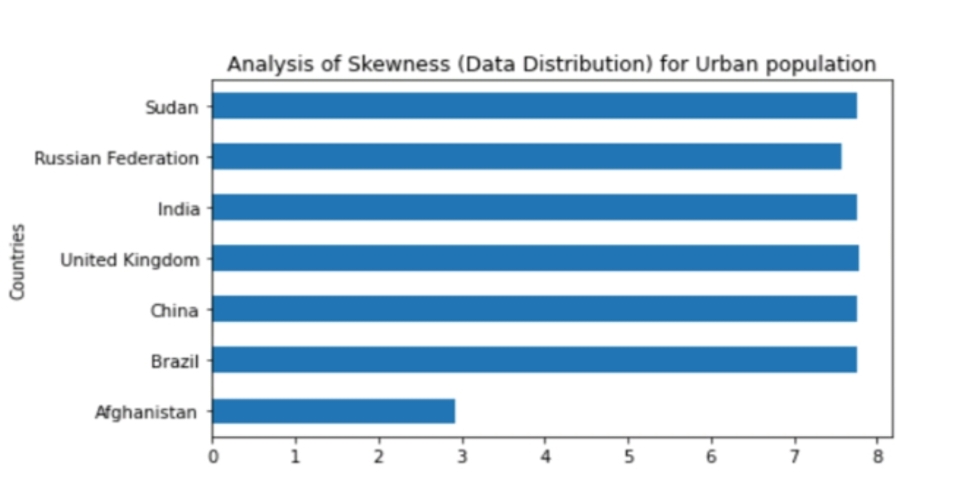 Analysis of Skewness (Data Distribution) for Urban population
Countries
Sudan
Russian Federation
India
United Kingdom
China
Brazil
Afghanistan
0 1 2 3 4 5 6 7 8